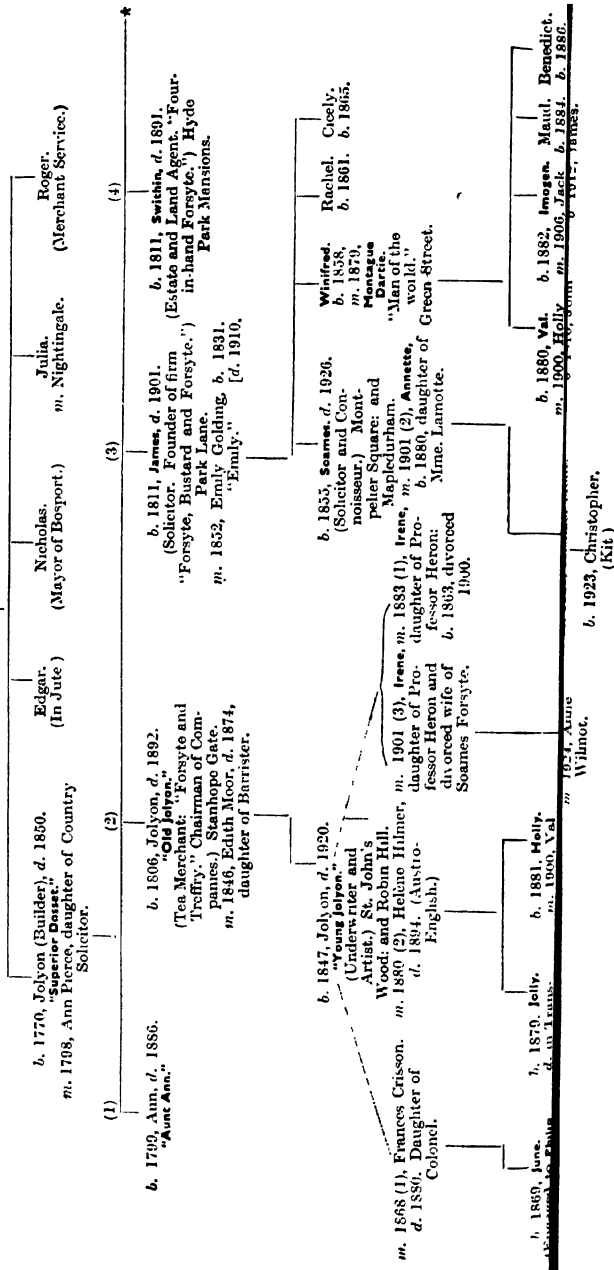 b. 1770, Jolyon (Builder), d. 1850.
"Superior Dosset."
m. 1798, Ann Pierce, daughter of Country
Solicitor.
Edgar.
(In Jute)
Nicholas.
(Mayor of Bosport.)
Julia.
m. Nightingale.
Roger.
(Merchant Service.)
(1)
(2)
(3)
(4)
*
b. 1799, Ann, d. 1886.
"Aunt Ann."
b. 1806, Jolyon, d. 1892.
"Old Jolyon."
(Tea Merchant: "Forsyte and
Treffry." Chairman of Com-
panies.) Stanhope Gate.
m. 1846, Edith Moor, d. 1874,
daughter of Barrister.
b. 1811, James, d. 1901.
(Solicitor. Founder of firm
"Forsyte, Bustard and Forsyte.")
Park Lane.
m. 1852, Emily Golding, b. 1831.
"Emily." [d. 1910.
b. 1811, Swithin, d. 1891.
(Estate and Land Agent. "Four-
in-hand Forsyte.") Hyde
Park Mansions.
b. 1847, Jolyon, d. 1920.
"Young Jolyon."
(Underwriter and
Artist.) St. John's
Wood: and Robin Hill.
b. 1855, Soames, d. 1926.
(Solicitor and Con-
noisseur.) Mont-
pelier Square: and
Mapledurham.
Winifred.
b. 1858,
m. 1879,
Montague
Dartie.
"Man of the
world."
Green Street.
Rachel.
b. 1861.
Cicely.
b. 1865.
m. 1868 (1), Frances Crisson.
d. 1880. Daughter of
Colonel.
m. 1880 (2), Helène Hilmer,
d. 1894. (Austro-
English.)
m. 1901 (3), Irene,
daughter of Pro-
fessor Heron and
divorced wife of
Soames Forsyte.
m. 1883 (1), Irene,
daughter of Pro-
fessor Heron:
b. 1863, divorced
1900.
m. 1901 (2), Annette,
b. 1880, daughter of
Mme. Lamotte.
b. 1869, June.
b. 1879, Jolly.
d. in Trans-
b. 1881, Holly.
m. 1900, Val
m. 1924, Anne
Wilmot.
b. 1923, Christopher.
(Kit)
b. 1880, Val.
m. 1900, Holly
b. 1882, Imogen.
m. 1906, Jack
Maud.
b. 1884.
Benedict.
b. 1886.
James.